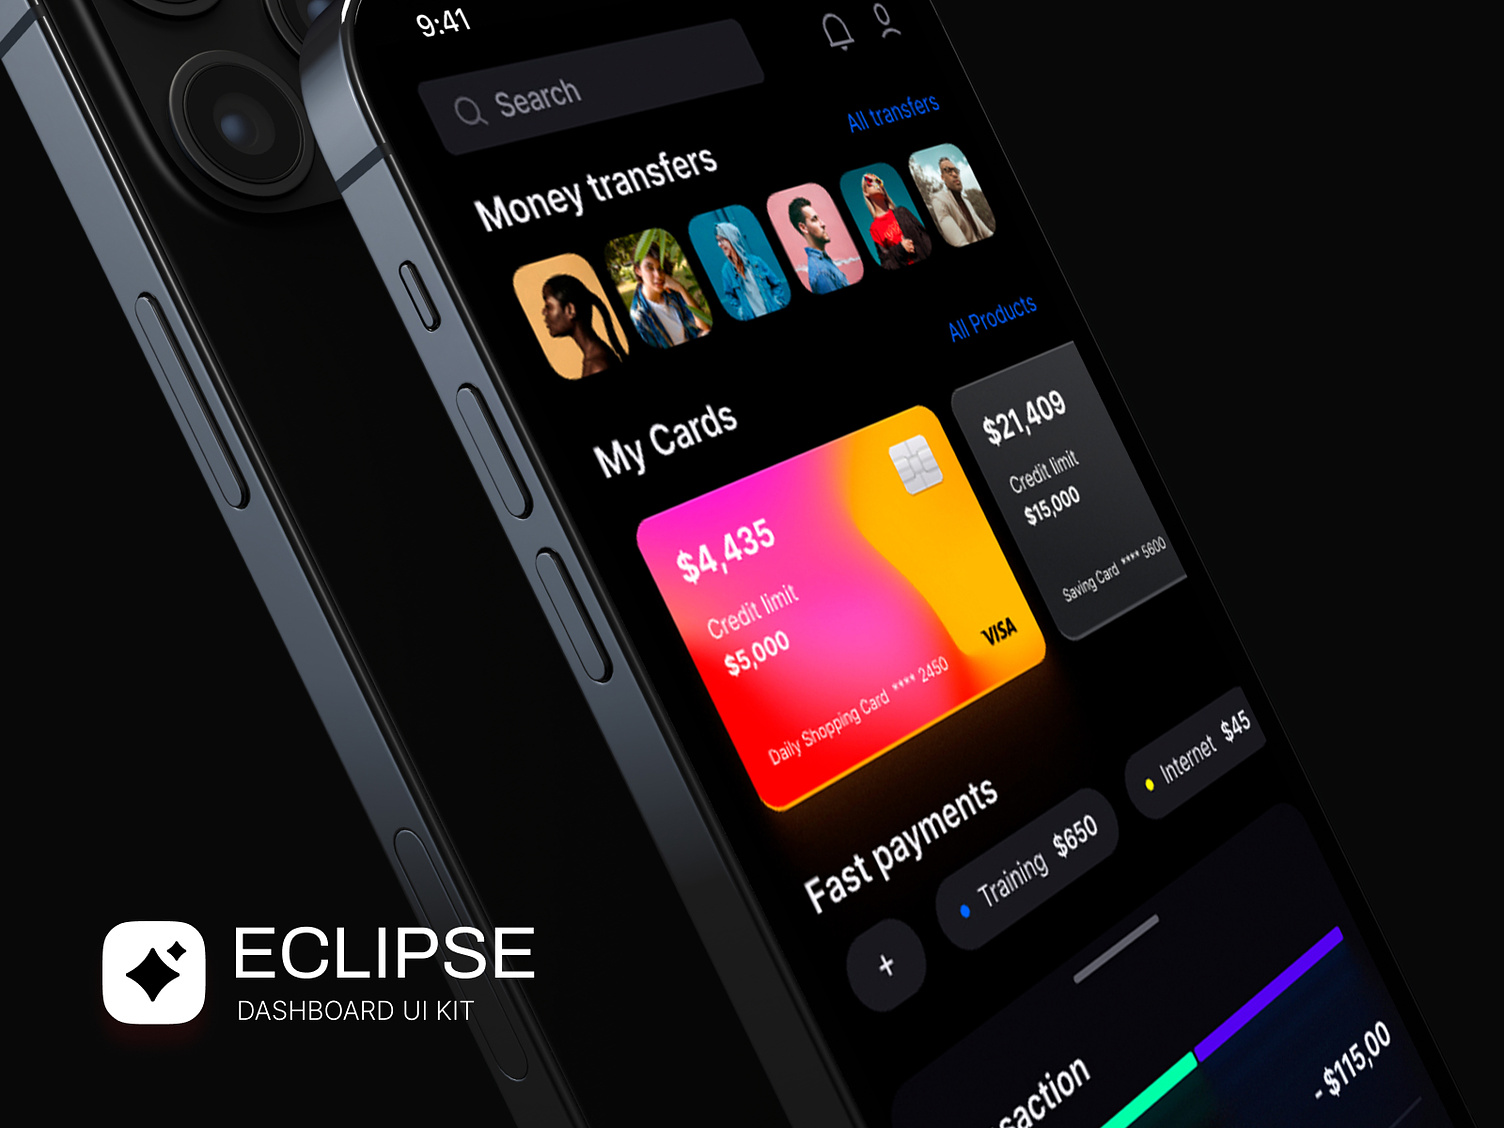 9:41
Search
All transfers
Money transfers
All Products
My Cards
$4,435
Credit limit
$5,000
Daily Shopping Card **** 2450
VISA
$21,409
Credit limit
$15,000
Saving Card **** 5600
Fast payments
+
Training $650
Internet $45
saction
- $115,00
ECLIPSE
DASHBOARD UI KIT